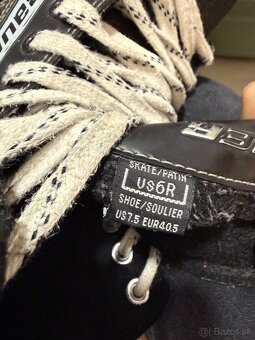 SKATE/PATIN
US6R
SHOE/SOULIER
US7.5 EUR40.5
© Bazos.sk